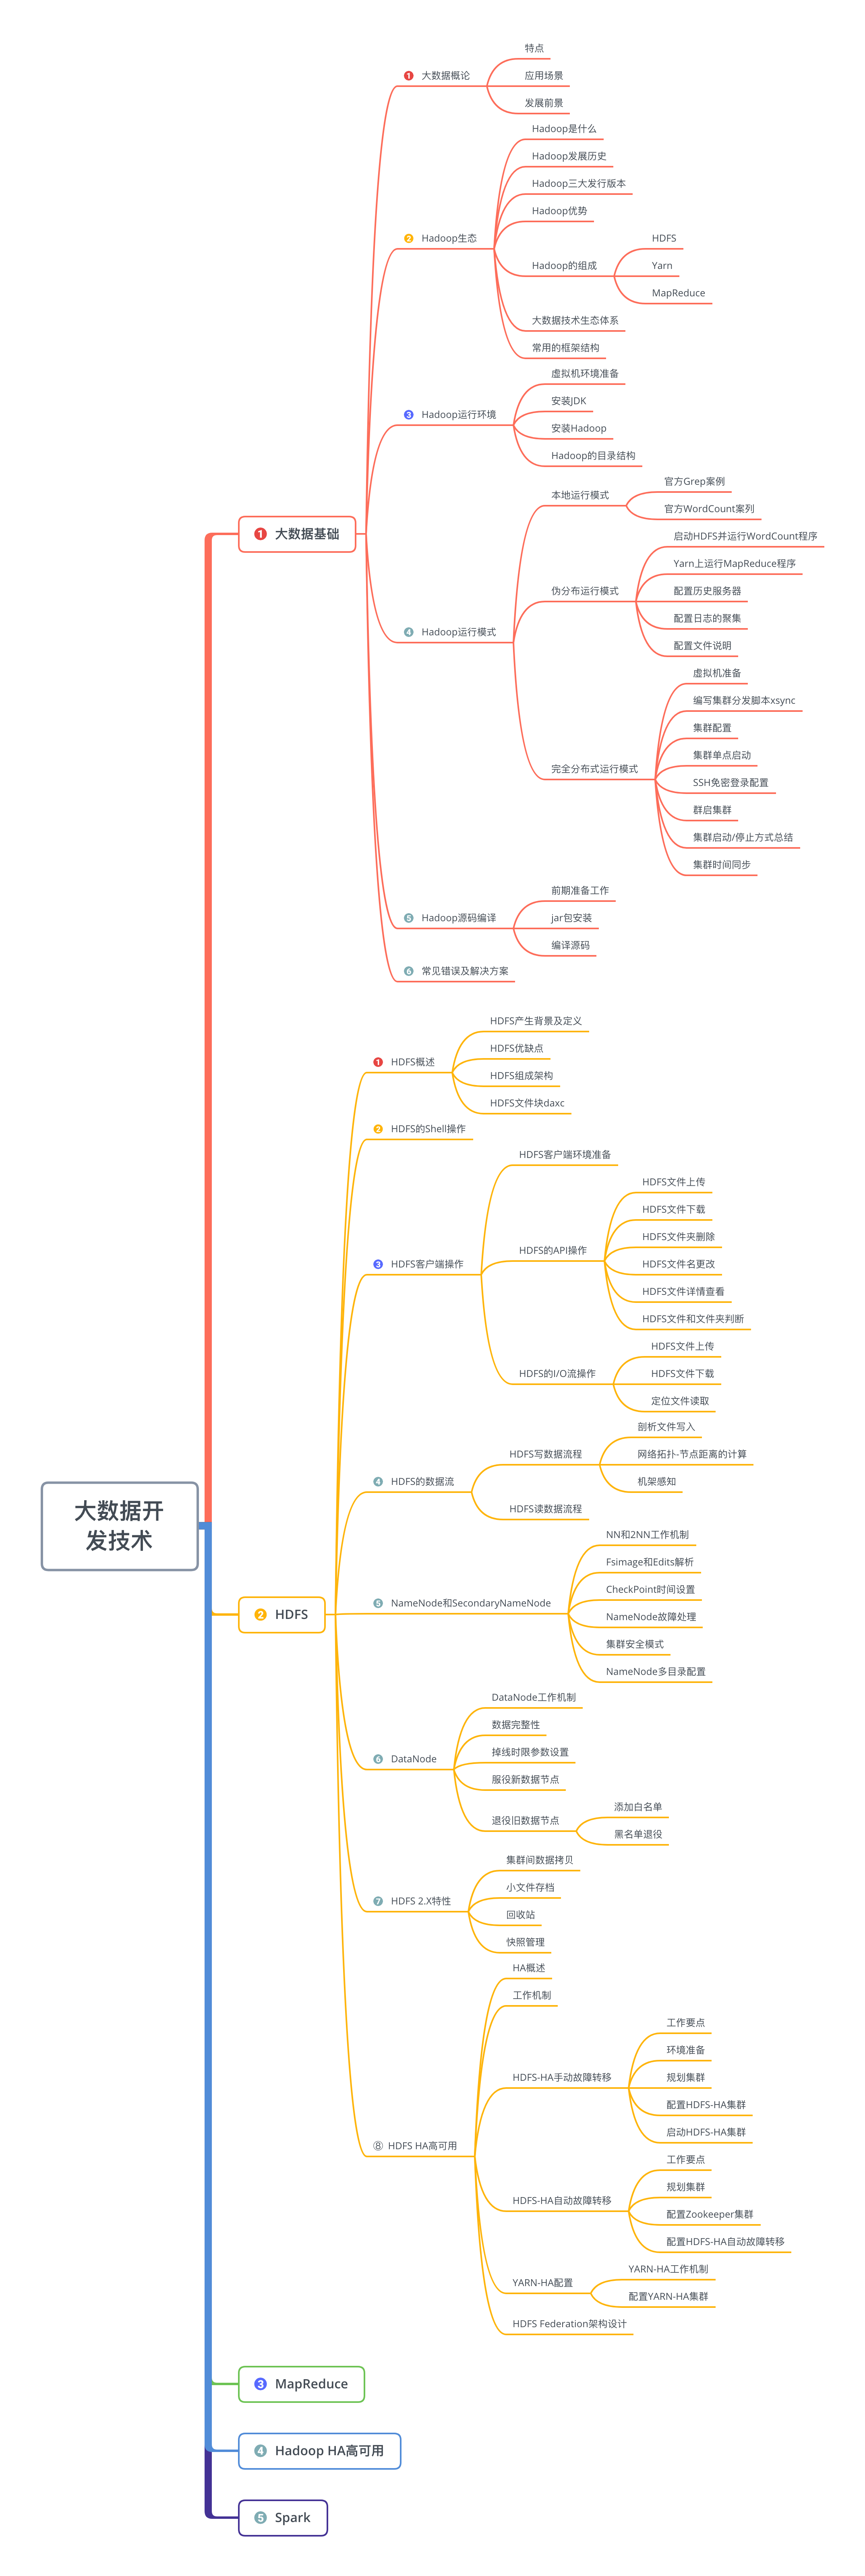 大数据开
发技术
1 大数据基础
1 大数据概论
特点
应用场景
发展前景
2 Hadoop生态
Hadoop是什么
Hadoop发展历史
Hadoop三大发行版本
Hadoop优势
Hadoop的组成
HDFS
Yarn
MapReduce
大数据技术生态体系
常用的框架结构
3 Hadoop运行环境
虚拟机环境准备
安装JDK
安装Hadoop
Hadoop的目录结构
4 Hadoop运行模式
本地运行模式
官方Grep案例
官方WordCount案列
伪分布运行模式
启动HDFS并运行WordCount程序
Yarn上运行MapReduce程序
配置历史服务器
配置日志的聚集
配置文件说明
完全分布式运行模式
虚拟机准备
编写集群分发脚本xsync
集群配置
集群单点启动
SSH免密登录配置
群启集群
集群启动/停止方式总结
集群时间同步
5 Hadoop源码编译
前期准备工作
jar包安装
编译源码
6 常见错误及解决方案
2 HDFS
1 HDFS概述
HDFS产生背景及定义
HDFS优缺点
HDFS组成架构
HDFS文件块daxc
2 HDFS的Shell操作
3 HDFS客户端操作
HDFS客户端环境准备
HDFS的API操作
HDFS文件上传
HDFS文件下载
HDFS文件夹删除
HDFS文件名更改
HDFS文件详情查看
HDFS文件和文件夹判断
HDFS的I/O流操作
HDFS文件上传
HDFS文件下载
定位文件读取
4 HDFS的数据流
HDFS写数据流程
剖析文件写入
网络拓扑-节点距离的计算
机架感知
HDFS读数据流程
5 NameNode和SecondaryNameNode
NN和2NN工作机制
Fsimage和Edits解析
CheckPoint时间设置
NameNode故障处理
集群安全模式
NameNode多目录配置
6 DataNode
DataNode工作机制
数据完整性
掉线时限参数设置
服役新数据节点
退役旧数据节点
添加白名单
黑名单退役
7 HDFS 2.X特性
集群间数据拷贝
小文件存档
回收站
快照管理
⑧ HDFS HA高可用
HA概述
工作机制
HDFS-HA手动故障转移
工作要点
环境准备
规划集群
配置HDFS-HA集群
启动HDFS-HA集群
HDFS-HA自动故障转移
工作要点
规划集群
配置Zookeeper集群
配置HDFS-HA自动故障转移
YARN-HA配置
YARN-HA工作机制
配置YARN-HA集群
HDFS Federation架构设计
3 MapReduce
4 Hadoop HA高可用
5 Spark